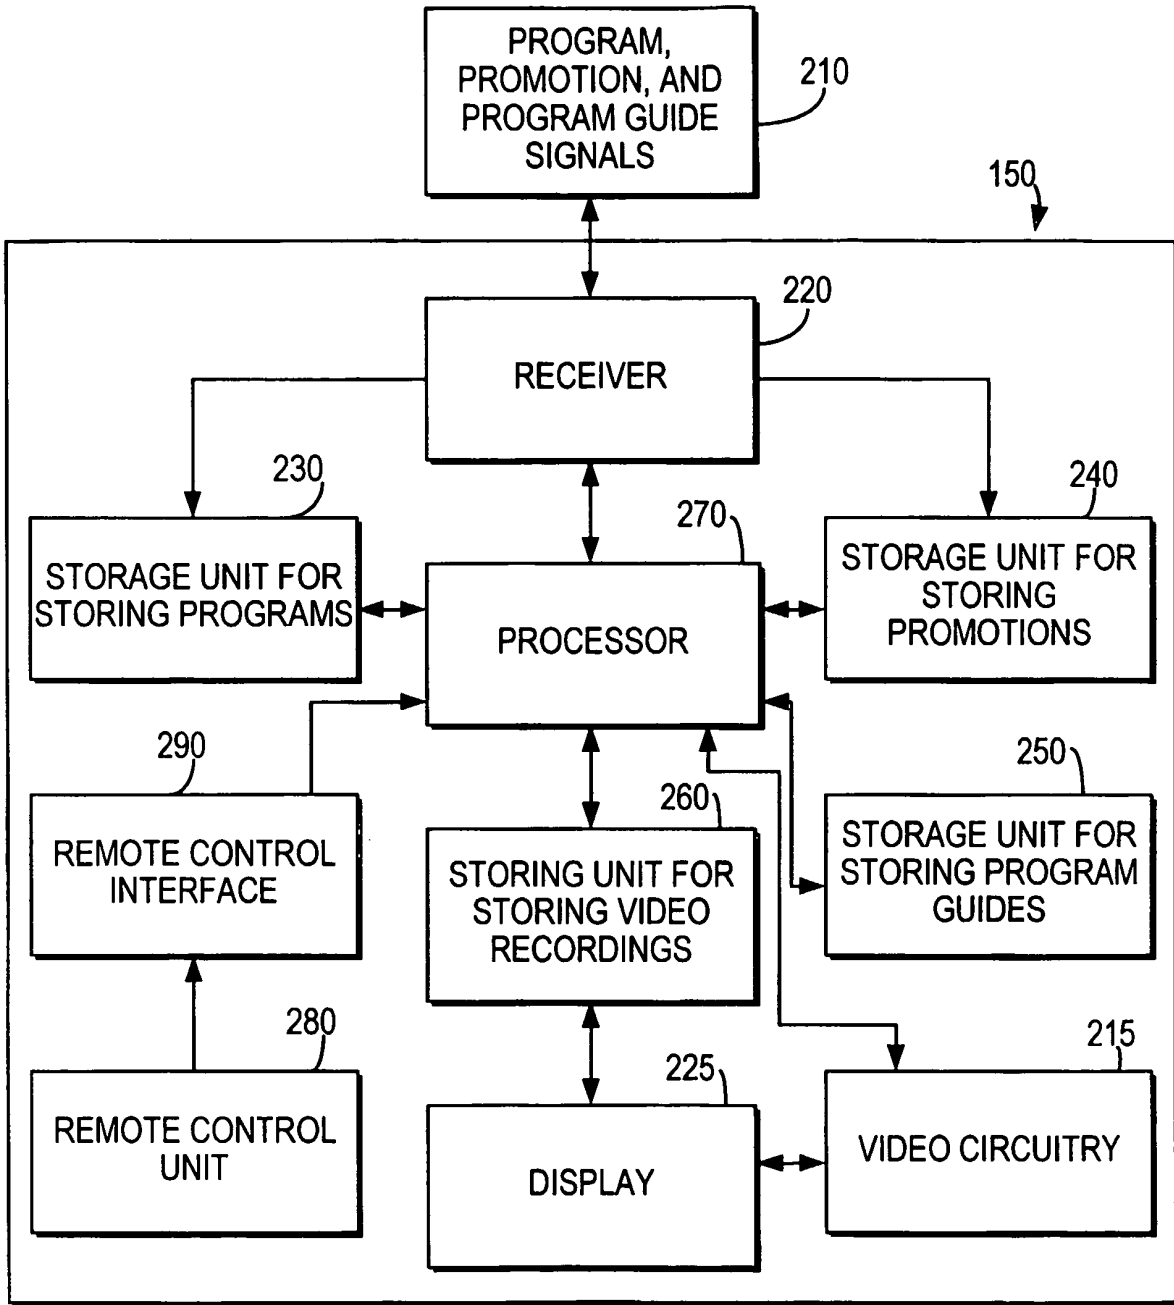 PROGRAM,
PROMOTION, AND
PROGRAM GUIDE
SIGNALS
210
150
220
RECEIVER
230
STORAGE UNIT FOR
STORING PROGRAMS
270
PROCESSOR
240
STORAGE UNIT FOR
STORING
PROMOTIONS
290
REMOTE CONTROL
INTERFACE
260
STORING UNIT FOR
STORING VIDEO
RECORDINGS
250
STORAGE UNIT FOR
STORING PROGRAM
GUIDES
280
REMOTE CONTROL
UNIT
225
DISPLAY
215
VIDEO CIRCUITRY